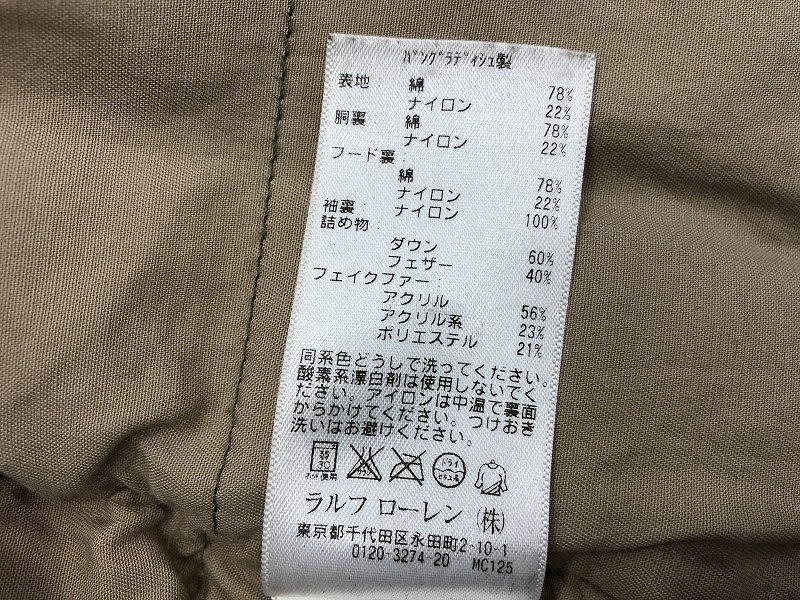 バングラディシュ製
表地: 綿 78%
ナイロン 22%
胴裏 綿 78%
ナイロン 22%
フード裏:
綿 78%
ナイロン 22%
袖裏: ナイロン 100%
詰め物:
ダウン 60%
フェザー 40%
フェイクファー:
アクリル 56%
アクリル系 23%
ポリエステル 21%
同系色どうしで洗ってください。
酸素系漂白剤は使用しないでく
ださい。アイロンは中温で裏面
からかけてください。つけおき
洗いはお避けください。
ネット使用 ドライ
ラルフ ローレン (株)
東京都千代田区永田町2-10-1
0120-3274-20 MC125